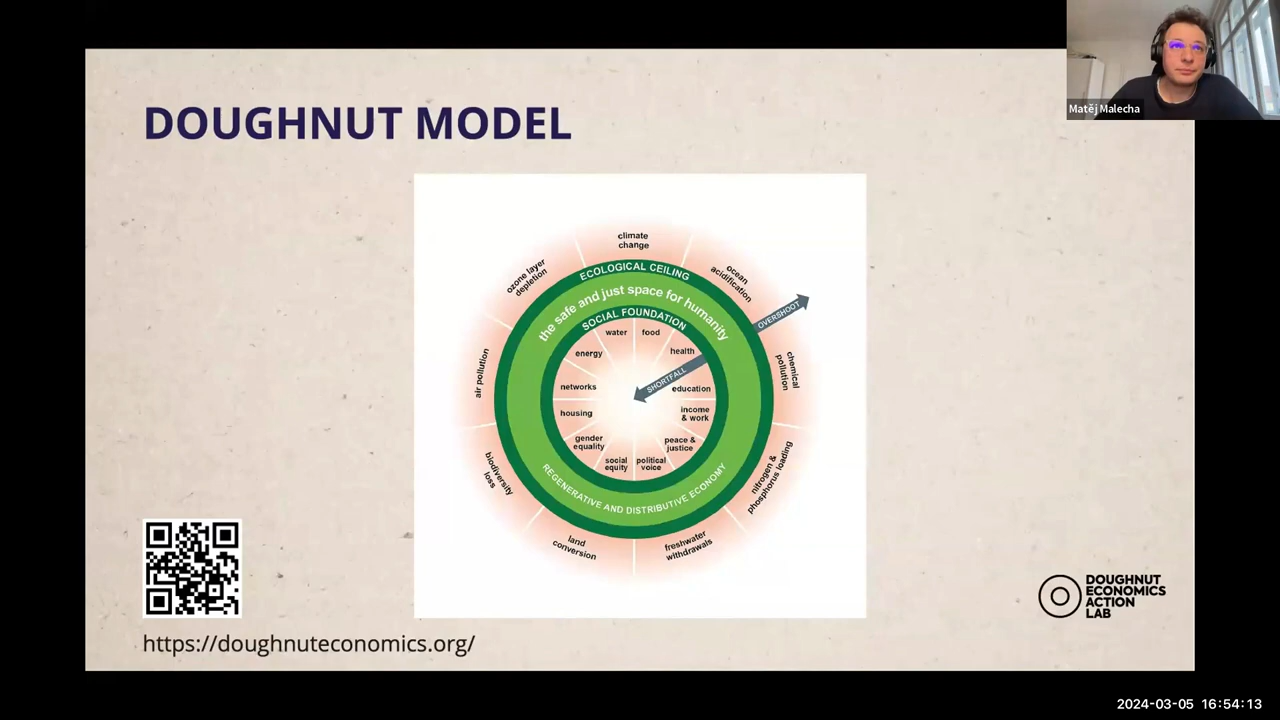 Matěj Malecha
DOUGHNUT MODEL
climate
change
ozone layer
depletion
ocean
acidification
ECOLOGICAL CEILING
the safe and just space for humanity
SOCIAL FOUNDATION
OVERSHOOT
water
food
energy
health
SHORTFALL
air pollution
chemical
pollution
networks
education
housing
income
& work
gender
equality
peace &
justice
social
equity
political
voice
biodiversity
loss
nitrogen &
phosphorus loading
REGENERATIVE AND DISTRIBUTIVE ECONOMY
land
conversion
freshwater
withdrawals
DOUGHNUT
ECONOMICS
ACTION
LAB
https://doughnuteconomics.org/
2024-03-05 16:54:13